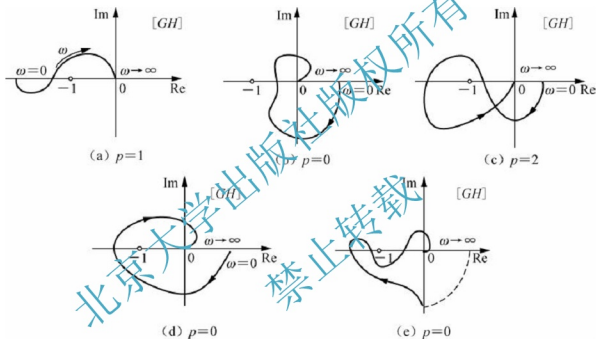 Im
[GH]
ω
ω=0
ω→∞
-1
0
Re
(a) p=1
Im
[GH]
ω→∞
-1
0
ω=0
Re
(b) p=0
Im
[GH]
ω→∞
-1
0
ω=0
Re
(c) p=2
Im
[GH]
ω→∞
-1
0
ω=0
Re
(d) p=0
Im
[GH]
ω→∞
-1
0
Re
(e) p=0
北京大学出版社版权所有
禁止转载